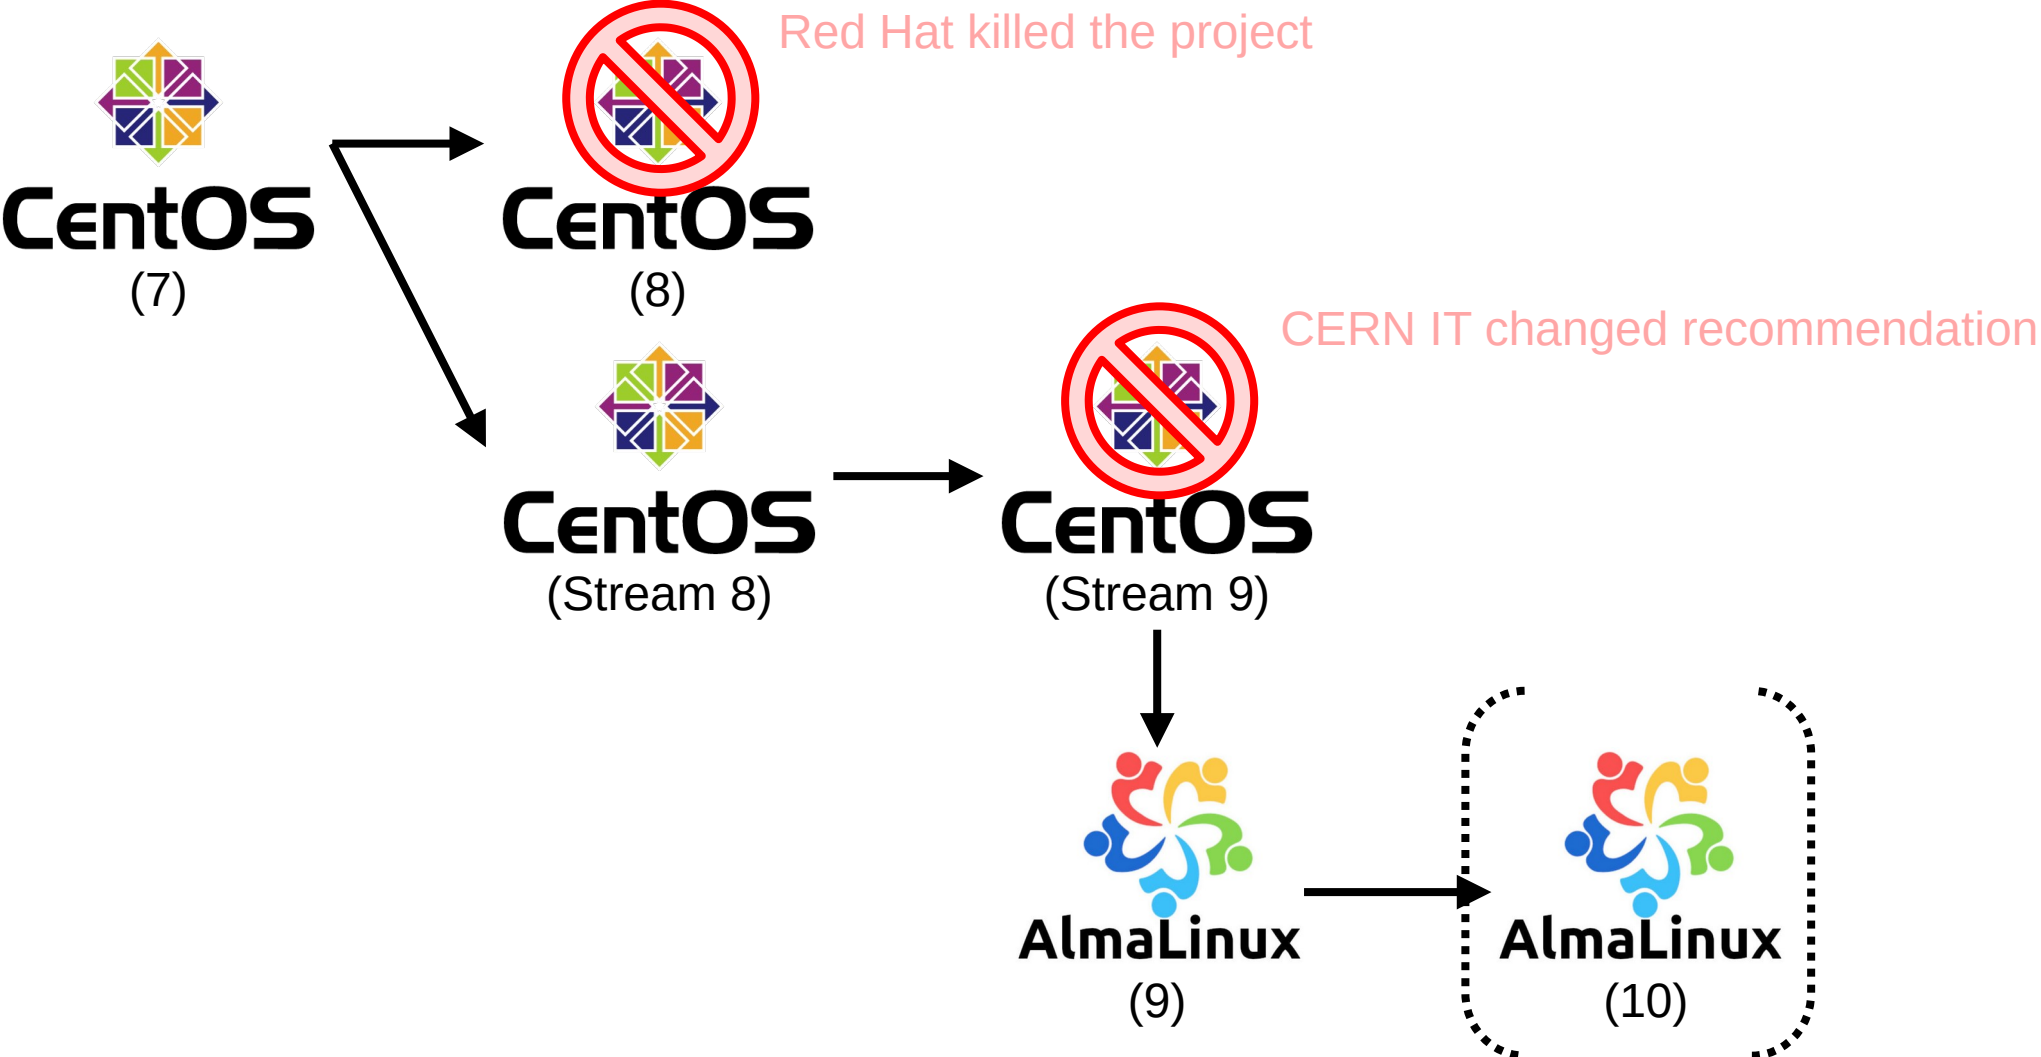 Red Hat killed the project
CentOS
CentOS
(7)
(8)
CERN IT changed recommendation
CentOS
CentOS
(Stream 8)
(Stream 9)
AlmaLinux
AlmaLinux
(9)
(10)